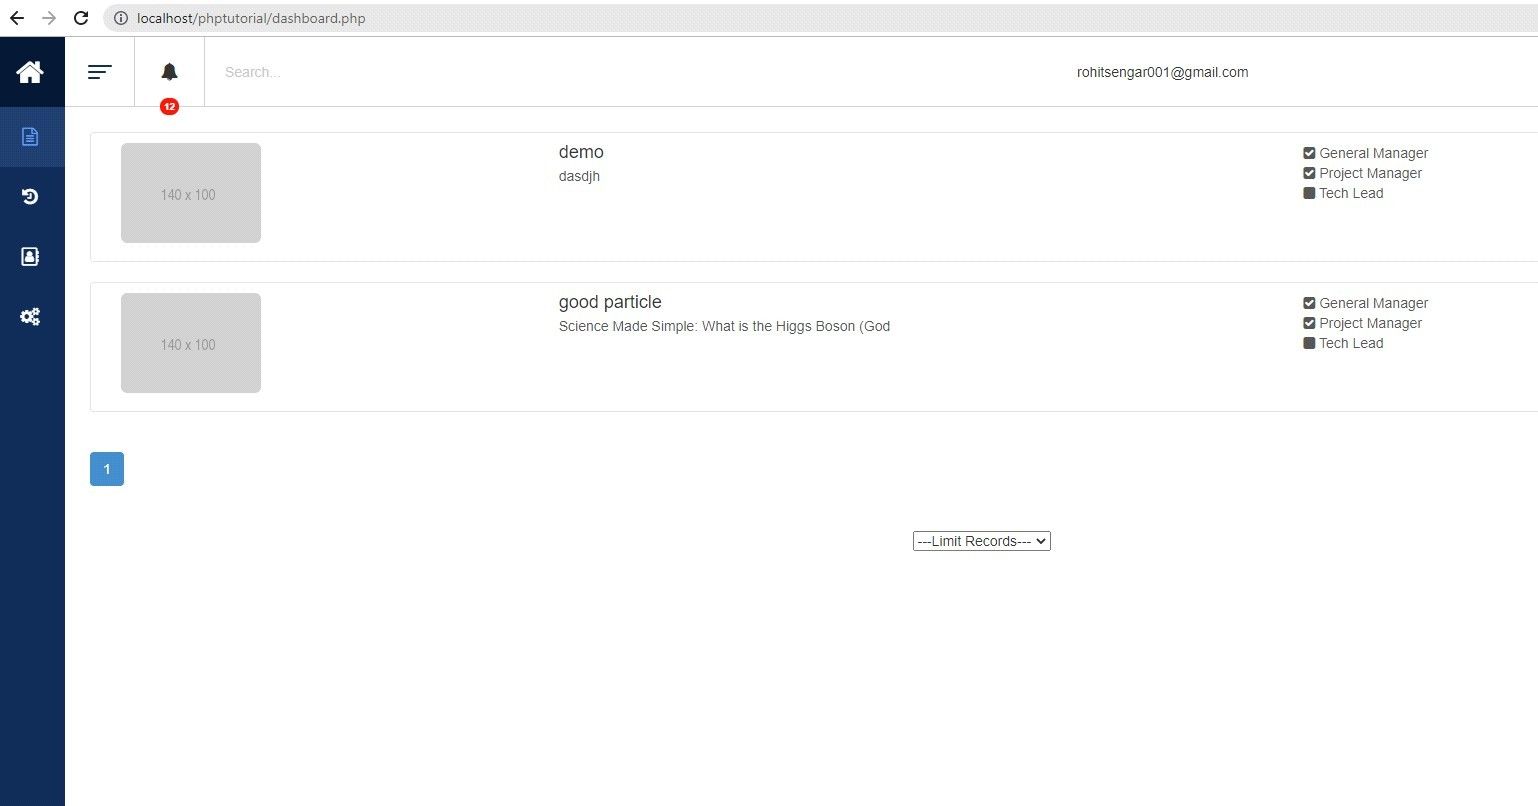 localhost/phptutorial/dashboard.php
Search...
rohitsengar001@gmail.com
12
140 x 100
demo
dasdjh
General Manager
Project Manager
Tech Lead
140 x 100
good particle
Science Made Simple: What is the Higgs Boson (God
General Manager
Project Manager
Tech Lead
1
---Limit Records---